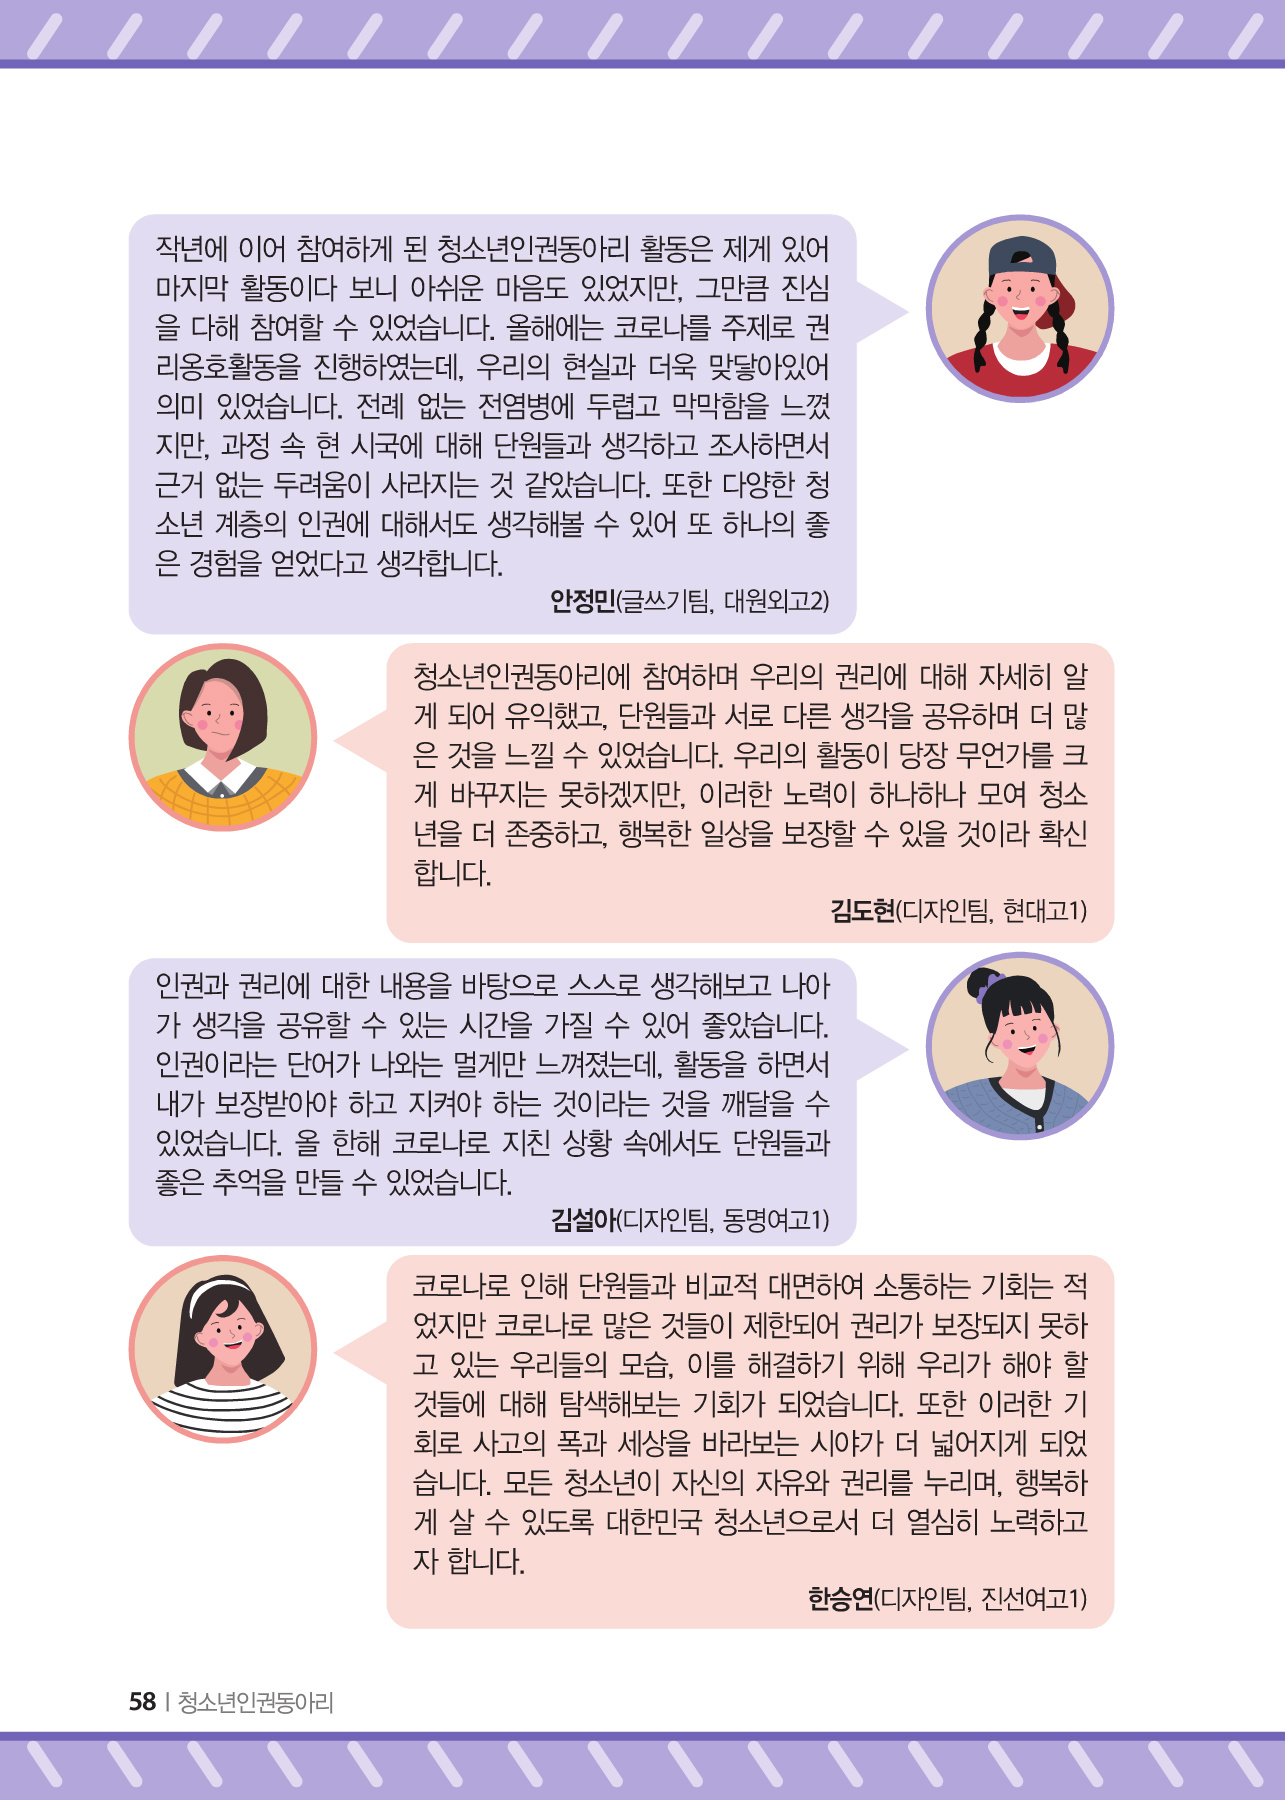 작년에 이어 참여하게 된 청소년인권동아리 활동은 제게 있어
마지막 활동이다 보니 아쉬운 마음도 있었지만, 그만큼 진심
을 다해 참여할 수 있었습니다. 올해에는 코로나를 주제로 권
리옹호활동을 진행하였는데, 우리의 현실과 더욱 맞닿아있어
의미 있었습니다. 전례 없는 전염병에 두렵고 막막함을 느꼈
지만, 과정 속 현 시국에 대해 단원들과 생각하고 조사하면서
근거 없는 두려움이 사라지는 것 같았습니다. 또한 다양한 청
소년 계층의 인권에 대해서도 생각해볼 수 있어 또 하나의 좋
은 경험을 얻었다고 생각합니다.
안정민(글쓰기팀, 대원외고2)
청소년인권동아리에 참여하며 우리의 권리에 대해 자세히 알
게 되어 유익했고, 단원들과 서로 다른 생각을 공유하며 더 많
은 것을 느낄 수 있었습니다. 우리의 활동이 당장 무언가를 크
게 바꾸지는 못하겠지만, 이러한 노력이 하나하나 모여 청소
년을 더 존중하고, 행복한 일상을 보장할 수 있을 것이라 확신
합니다.
김도현(디자인팀, 현대고1)
인권과 권리에 대한 내용을 바탕으로 스스로 생각해보고 나아
가 생각을 공유할 수 있는 시간을 가질 수 있어 좋았습니다.
인권이라는 단어가 나와는 멀게만 느껴졌는데, 활동을 하면서
내가 보장받아야 하고 지켜야 하는 것이라는 것을 깨달을 수
있었습니다. 올 한해 코로나로 지친 상황 속에서도 단원들과
좋은 추억을 만들 수 있었습니다.
김설아(디자인팀, 동명여고1)
코로나로 인해 단원들과 비교적 대면하여 소통하는 기회는 적
었지만 코로나로 많은 것들이 제한되어 권리가 보장되지 못하
고 있는 우리들의 모습, 이를 해결하기 위해 우리가 해야 할
것들에 대해 탐색해보는 기회가 되었습니다. 또한 이러한 기
회로 사고의 폭과 세상을 바라보는 시야가 더 넓어지게 되었
습니다. 모든 청소년이 자신의 자유와 권리를 누리며, 행복하
게 살 수 있도록 대한민국 청소년으로서 더 열심히 노력하고
자 합니다.
한승연(디자인팀, 진선여고1)
58 | 청소년인권동아리